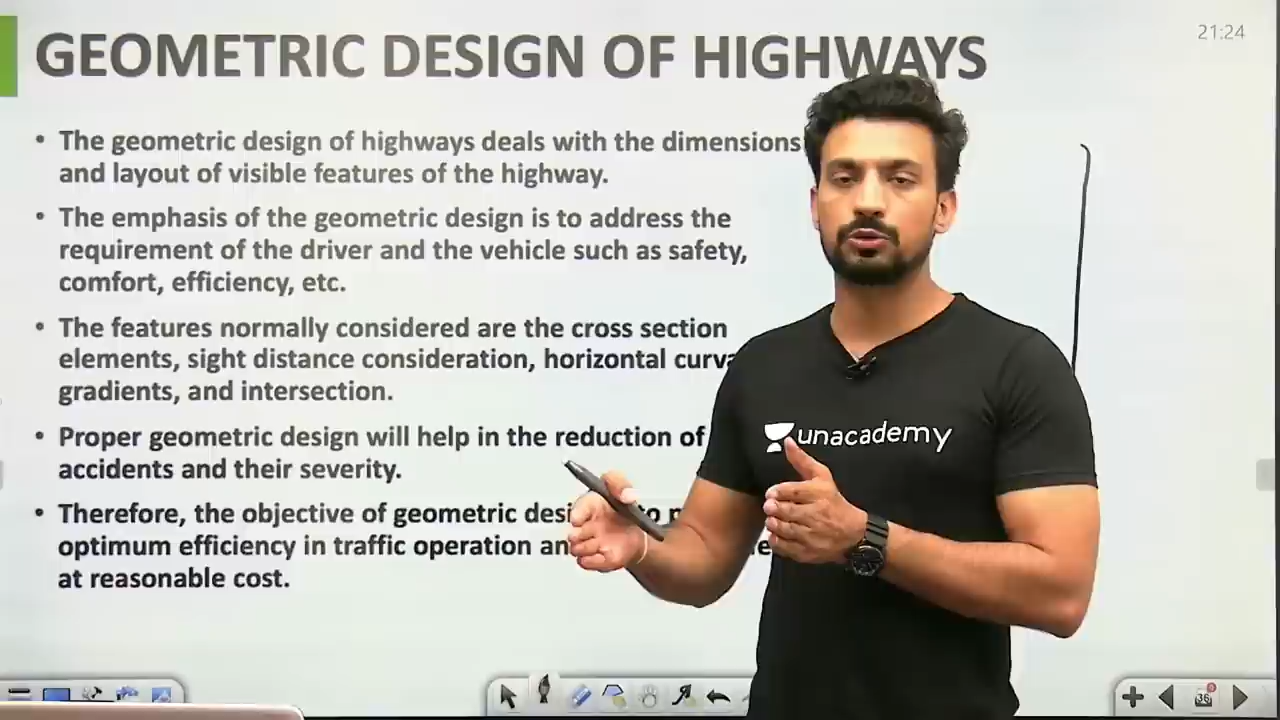 GEOMETRIC DESIGN OF HIGHWAYS
21:24
• The geometric design of highways deals with the dimensions
and layout of visible features of the highway.
• The emphasis of the geometric design is to address the
requirement of the driver and the vehicle such as safety,
comfort, efficiency, etc.
• The features normally considered are the cross section
elements, sight distance consideration, horizontal
gradients, and intersection.
• Proper geometric design will help in the reduction of
accidents and their severity.
• Therefore, the objective of geometric
optimum efficiency in traffic operation
at reasonable cost.
unacademy
36